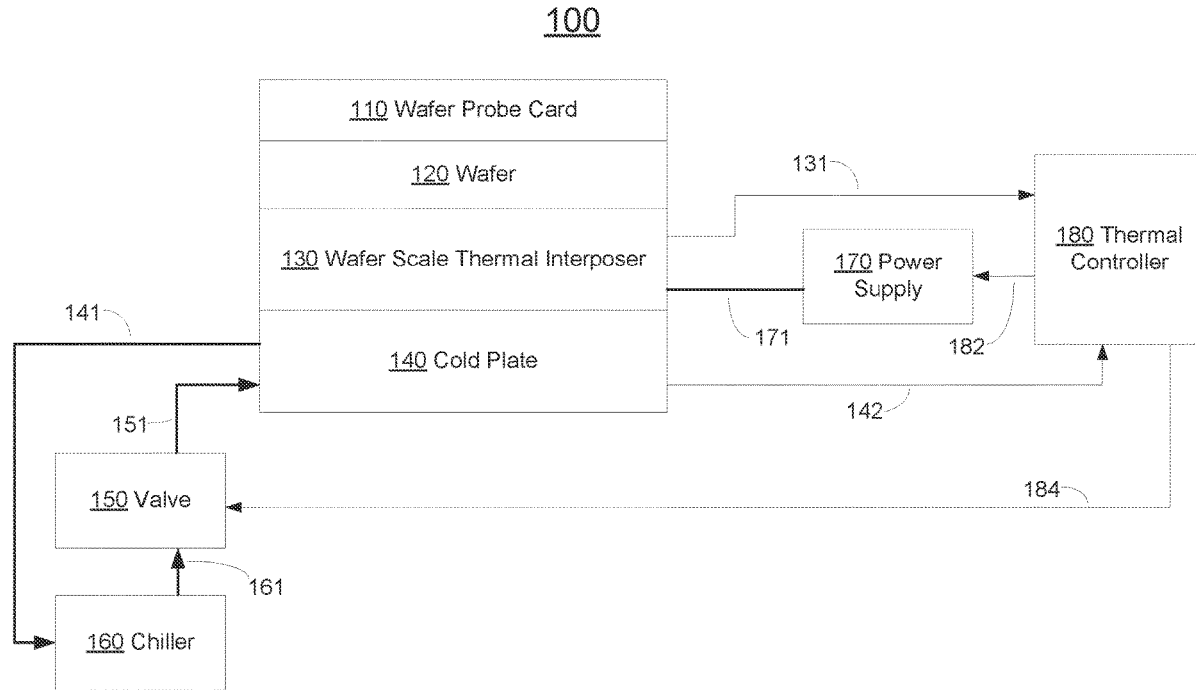 100
110 Wafer Probe Card
120 Wafer
131
130 Wafer Scale Thermal Interposer
170 Power
Supply
180 Thermal
Controller
141
171
182
140 Cold Plate
151
142
150 Valve
184
161
160 Chiller